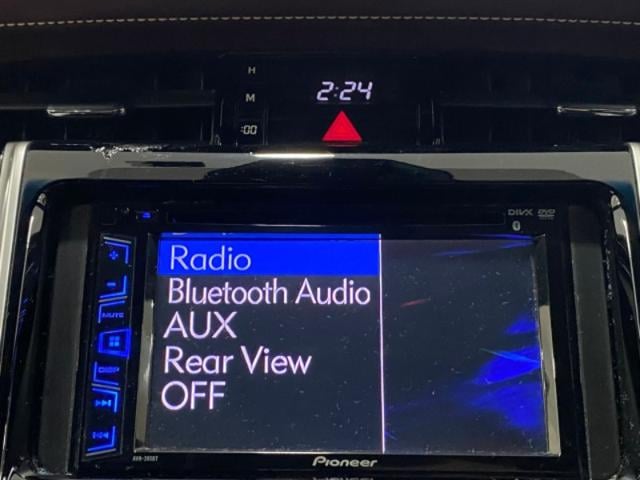 H
2:24
M
:00
DIVX DVD
Radio
Bluetooth Audio
MUTE
AUX
Rear View
DISP
OFF
Pioneer